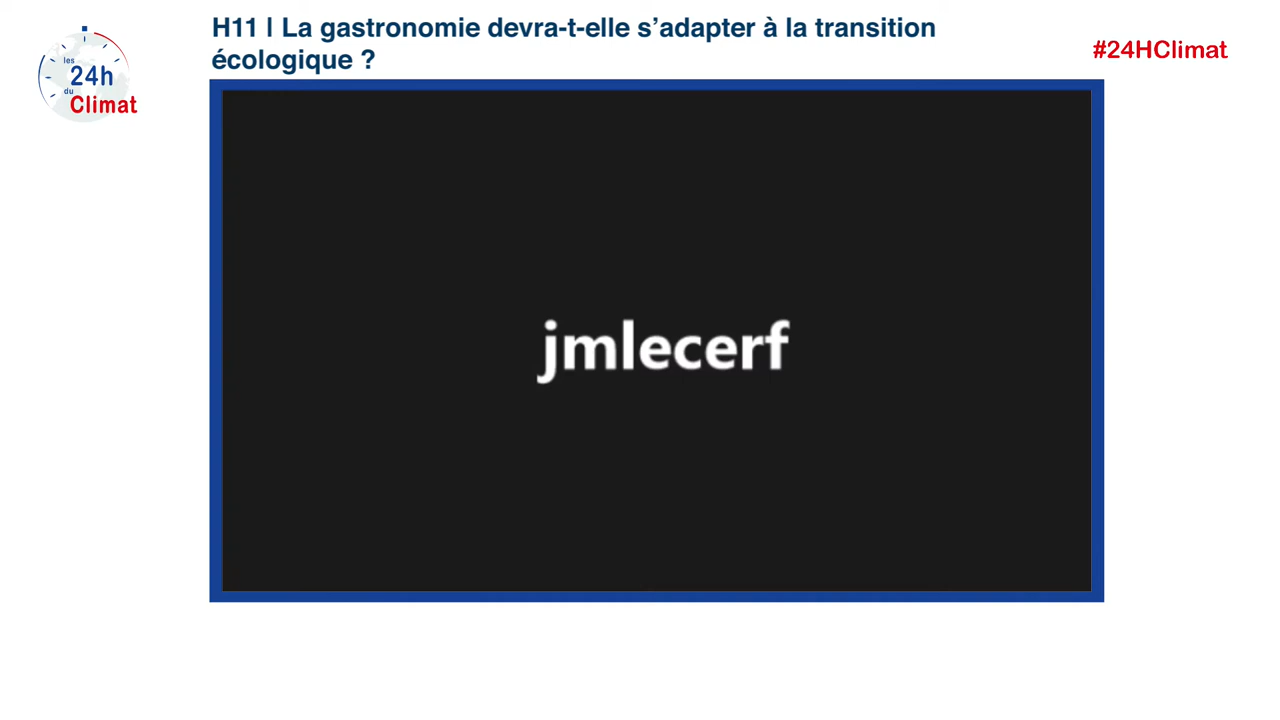 H11 | La gastronomie devra-t-elle s’adapter à la transition
écologique ?
#24HClimat
les
24h
du
Climat
jmlecerf